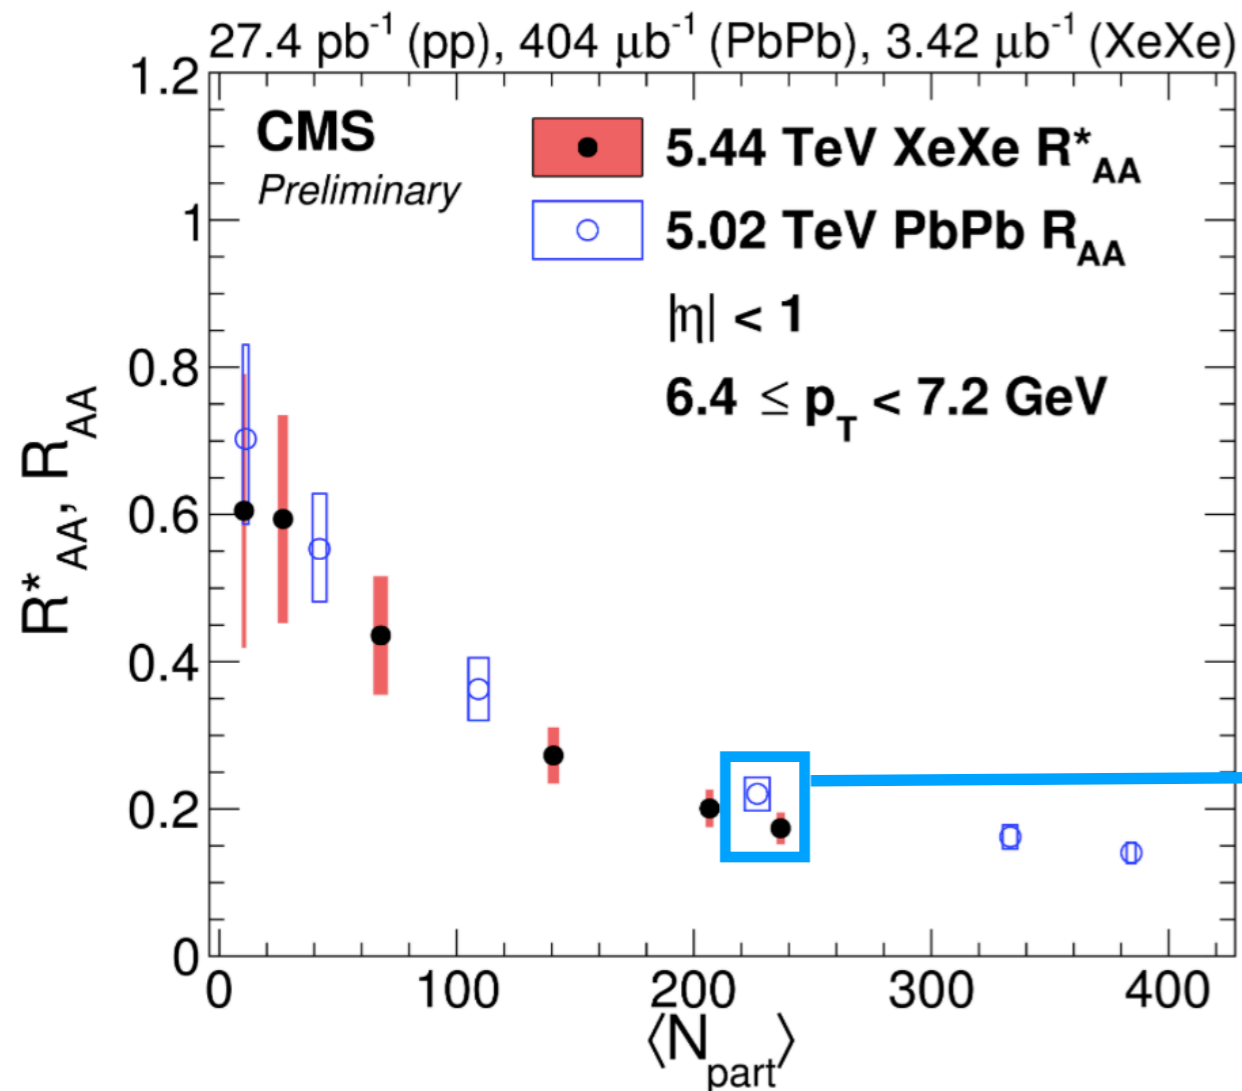 27.4 pb⁻¹ (pp), 404 μb⁻¹ (PbPb), 3.42 μb⁻¹ (XeXe)
CMS
Preliminary
5.44 TeV XeXe R*AA
5.02 TeV PbPb RAA
|η| < 1
6.4 ≤ pT < 7.2 GeV
R*AA, RAA
1.2
1
0.8
0.6
0.4
0.2
0
0 100 200 300 400
⟨Npart⟩